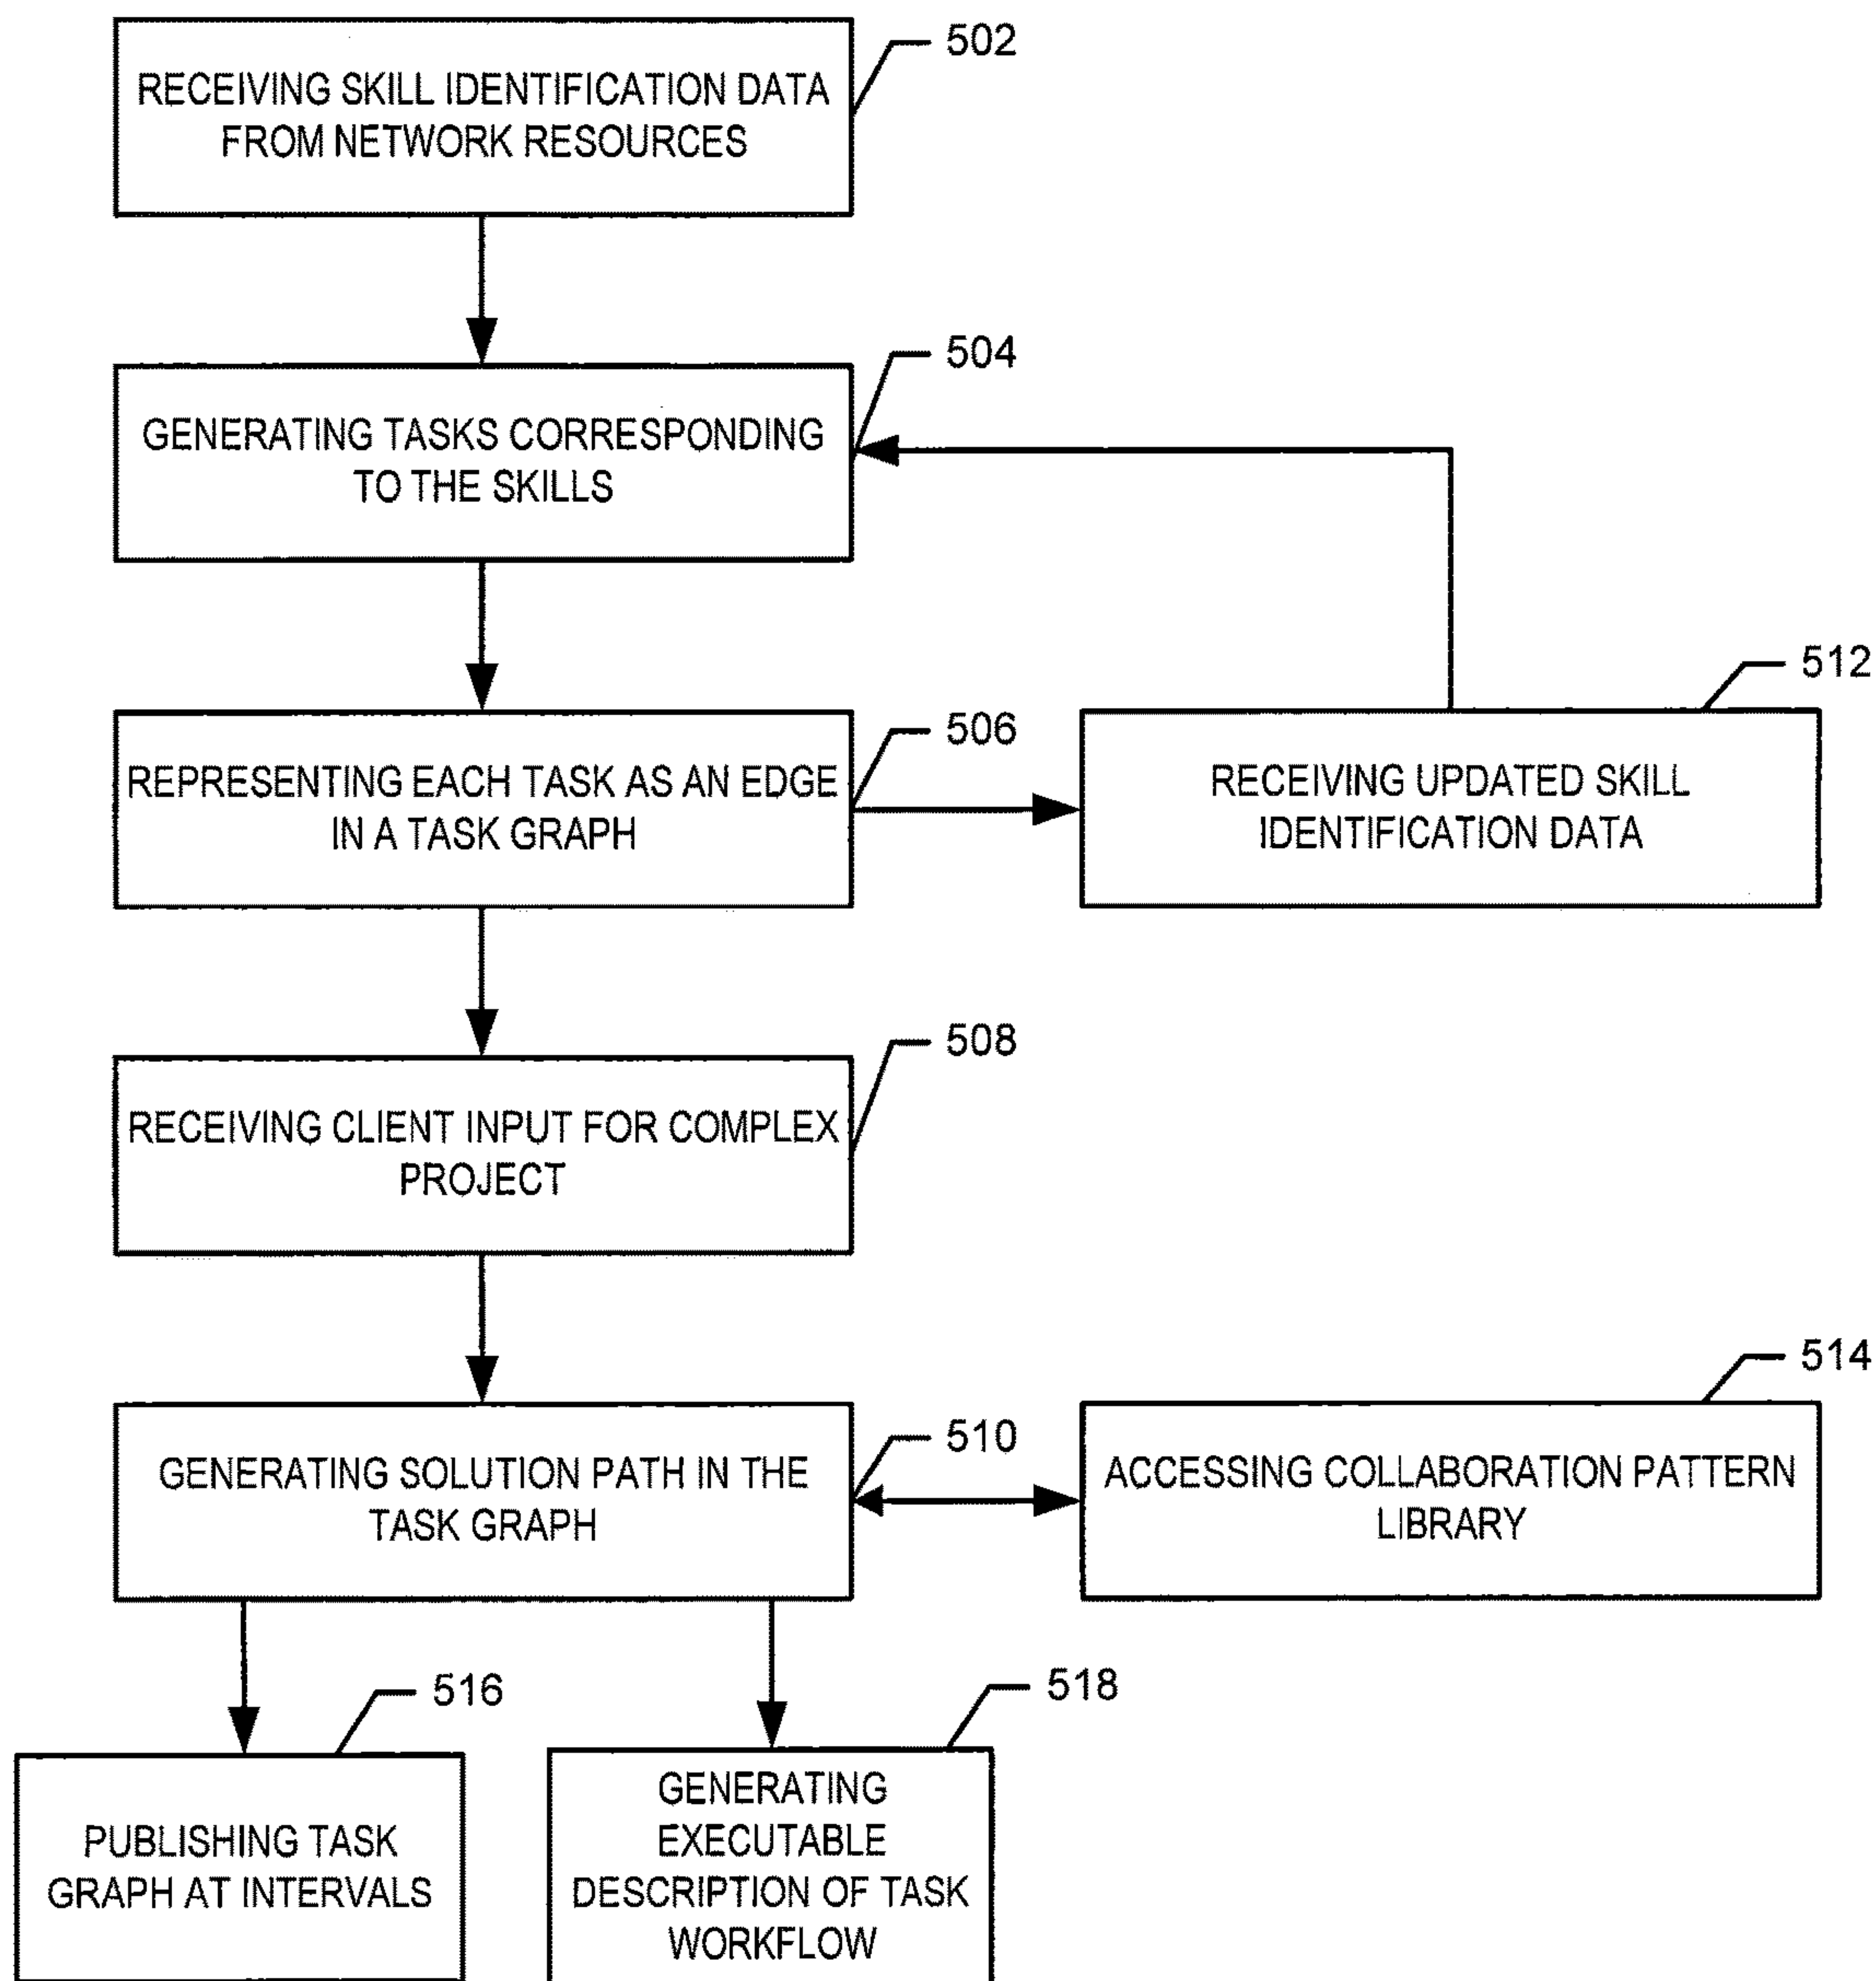 502
RECEIVING SKILL IDENTIFICATION DATA
FROM NETWORK RESOURCES
504
GENERATING TASKS CORRESPONDING
TO THE SKILLS
506
REPRESENTING EACH TASK AS AN EDGE
IN A TASK GRAPH
512
RECEIVING UPDATED SKILL
IDENTIFICATION DATA
508
RECEIVING CLIENT INPUT FOR COMPLEX
PROJECT
510
GENERATING SOLUTION PATH IN THE
TASK GRAPH
514
ACCESSING COLLABORATION PATTERN
LIBRARY
516
PUBLISHING TASK
GRAPH AT INTERVALS
518
GENERATING
EXECUTABLE
DESCRIPTION OF TASK
WORKFLOW